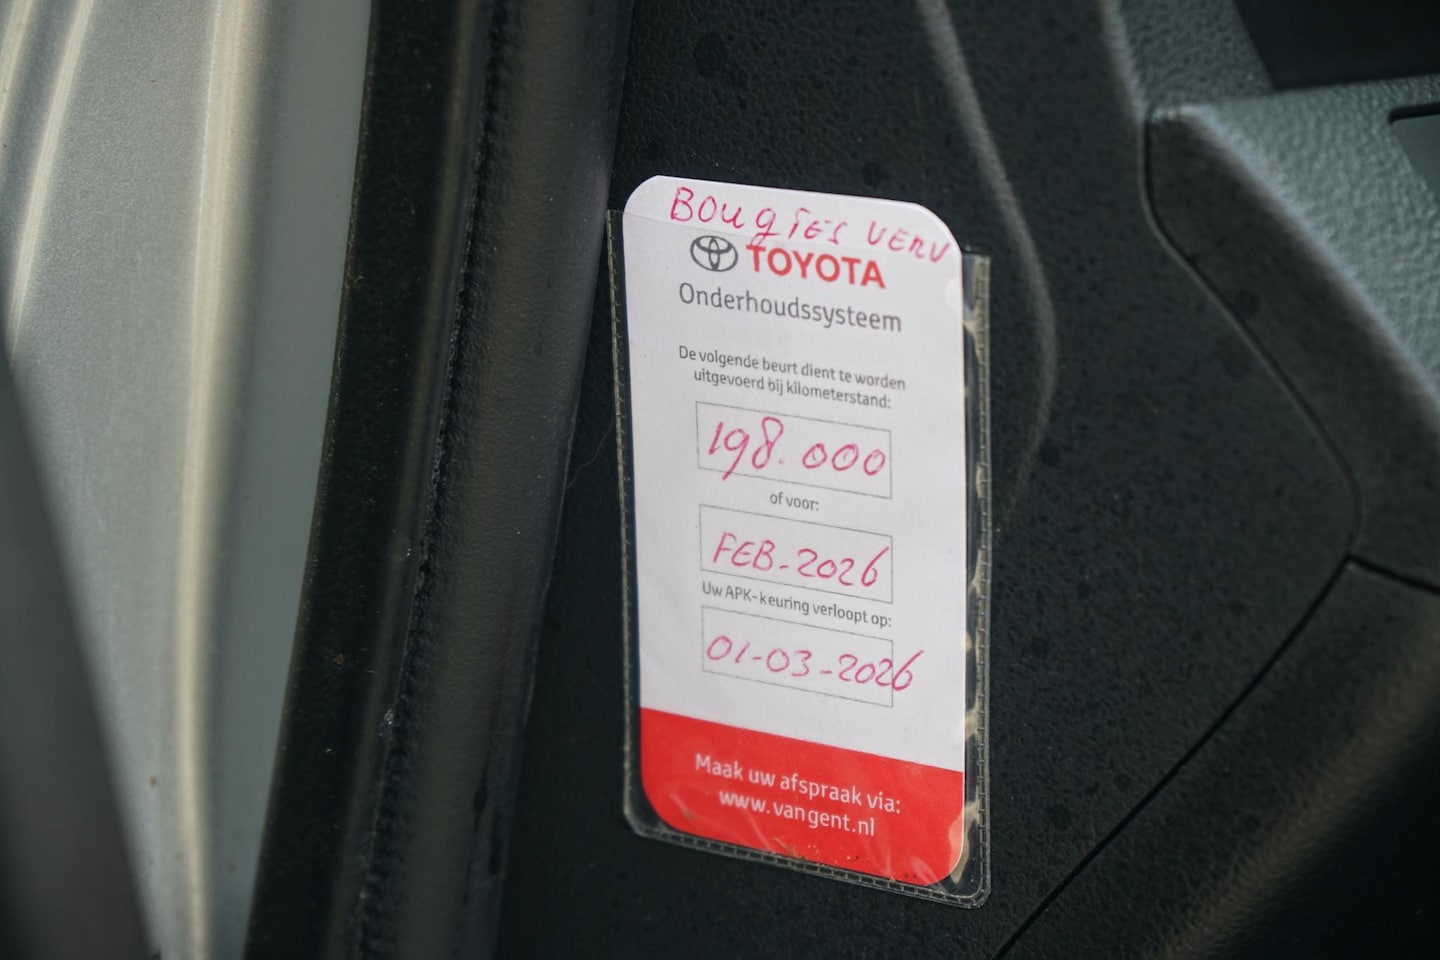 BOUGIES VERV
TOYOTA
Onderhoudssysteem
De volgende beurt dient te worden
uitgevoerd bij kilometerstand:
198.000
of voor:
FEB-2026
Uw APK-keuring verloopt op:
01-03-2026
Maak uw afspraak via:
www.vangent.nl